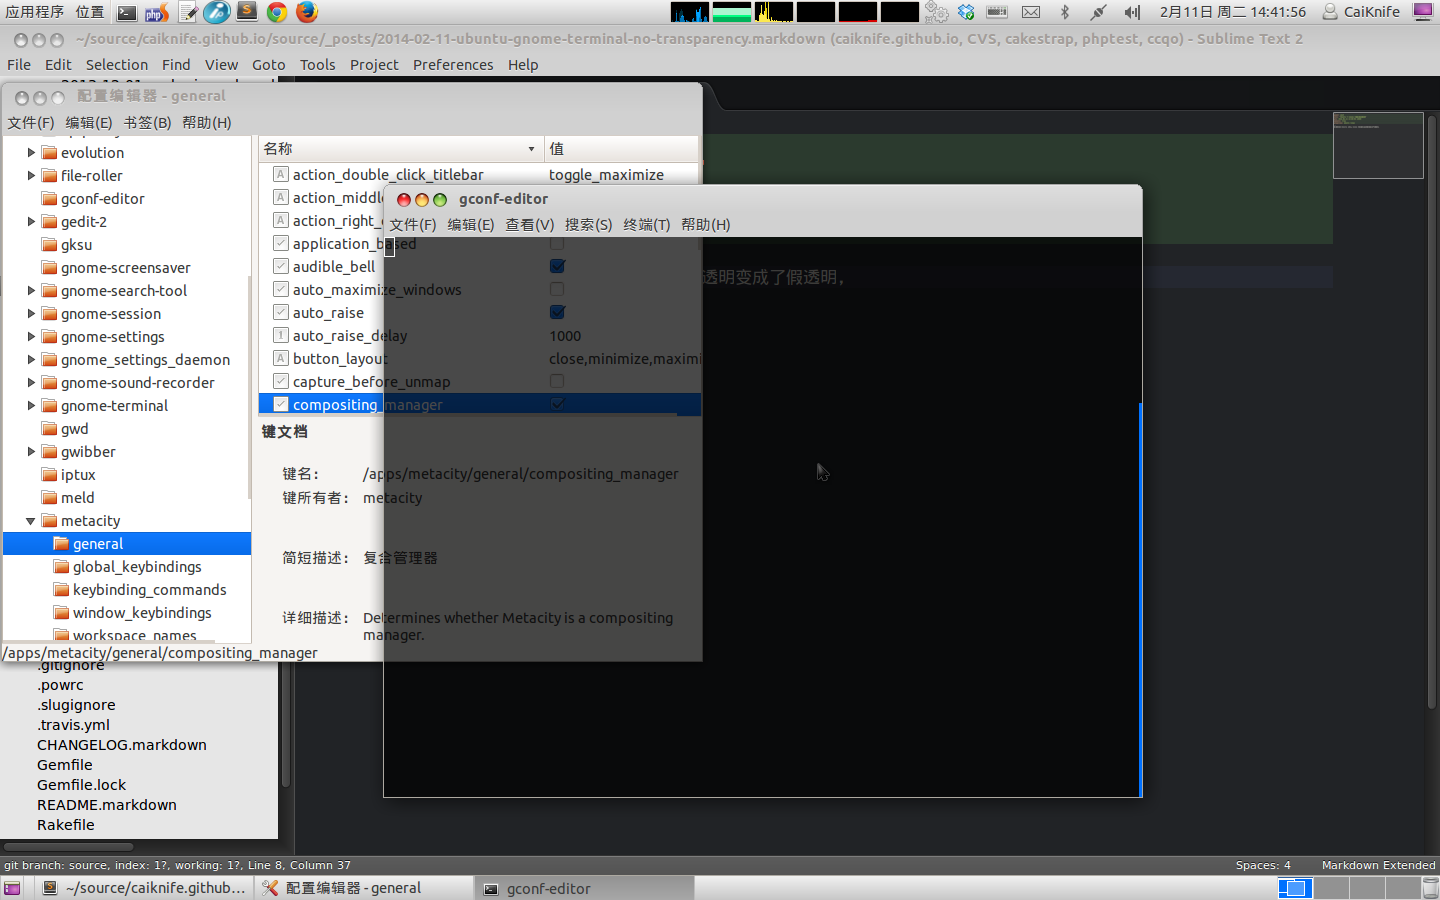 应用程序 位置 2月11日 周二 14:41:56 CaiKnife
~/source/caiknife.github.io/source/_posts/2014-02-11-ubuntu-gnome-terminal-no-transparncy.markdown (caiknife.github.io, CVS, cakestrap, phptest, ccqo) - Sublime Text 2
File Edit Selection Find View Goto Tools Project Preferences Help
配置编辑器 - general
文件(F) 编辑(E) 书签(B) 帮助(H)
evolution
file-roller
gconf-editor
gedit-2
gksu
gnome-screensaver
gnome-search-tool
gnome-session
gnome-settings
gnome_settings_daemon
gnome-sound-recorder
gnome-terminal
gwd
gwibber
iptux
meld
metacity
general
global_keybindings
keybinding_commands
window_keybindings
workspace_names
名称 值
action_double_click_titlebar toggle_maximize
action_middle
action_right_
application_based
audible_bell
auto_maximize_windows
auto_raise
auto_raise_delay 1000
button_layout close,minimize,maximi
capture_before_unmap
compositing_manager
键文档
键名: /apps/metacity/general/compositing_manager
键所有者: metacity
简短描述: 复合管理器
详细描述: Determines whether Metacity is a compositing
manager.
/apps/metacity/general/compositing_manager
gconf-editor
文件(F) 编辑(E) 查看(V) 搜索(S) 终端(T) 帮助(H)
透明变成了假透明，
.gitignore
.powrc
.slugignore
.travis.yml
CHANGELOG.markdown
Gemfile
Gemfile.lock
README.markdown
Rakefile
git branch: source, index: 1?, working: 1?, Line 8, Column 37 Spaces: 4 Markdown Extended
~/source/caiknife.github... 配置编辑器 - general gconf-editor